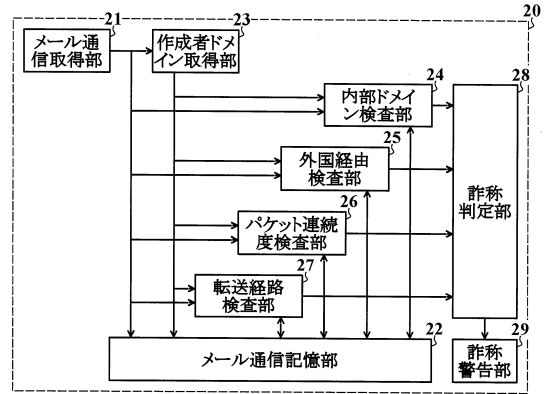 20
21
メール通
信取得部
23
作成者ドメ
イン取得部
24
内部ドメイ
ン検査部
25
外国経由
検査部
26
パケット連続
度検査部
27
転送経路
検査部
28
詐称
判定部
22
メール通信記憶部
29
詐称
警告部